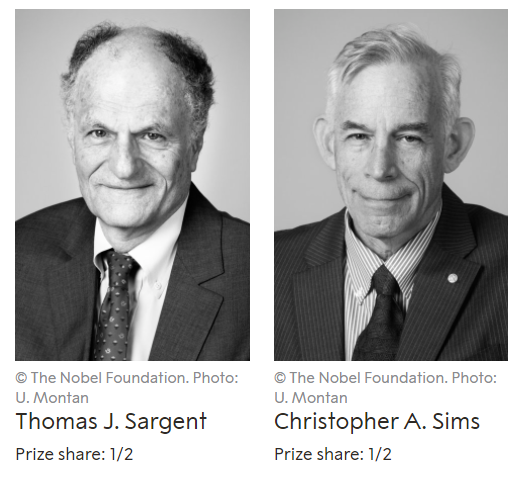 © The Nobel Foundation. Photo:
U. Montan
Thomas J. Sargent
Prize share: 1/2
© The Nobel Foundation. Photo:
U. Montan
Christopher A. Sims
Prize share: 1/2